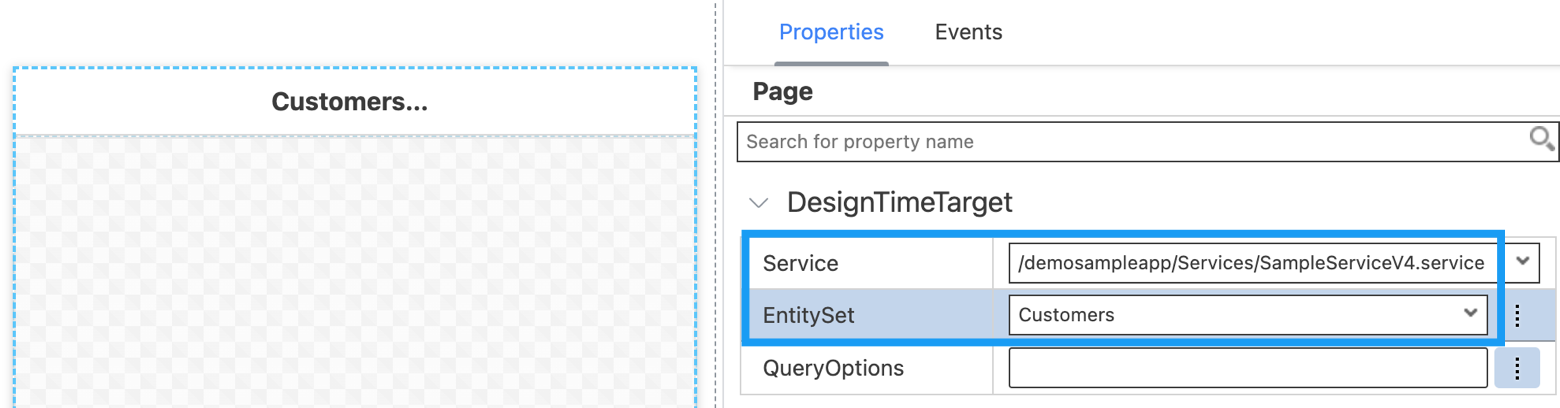 Properties Events
Customers...
Page
Search for property name
DesignTimeTarget
Service /demosampleapp/Services/SampleServiceV4.service
EntitySet Customers
QueryOptions